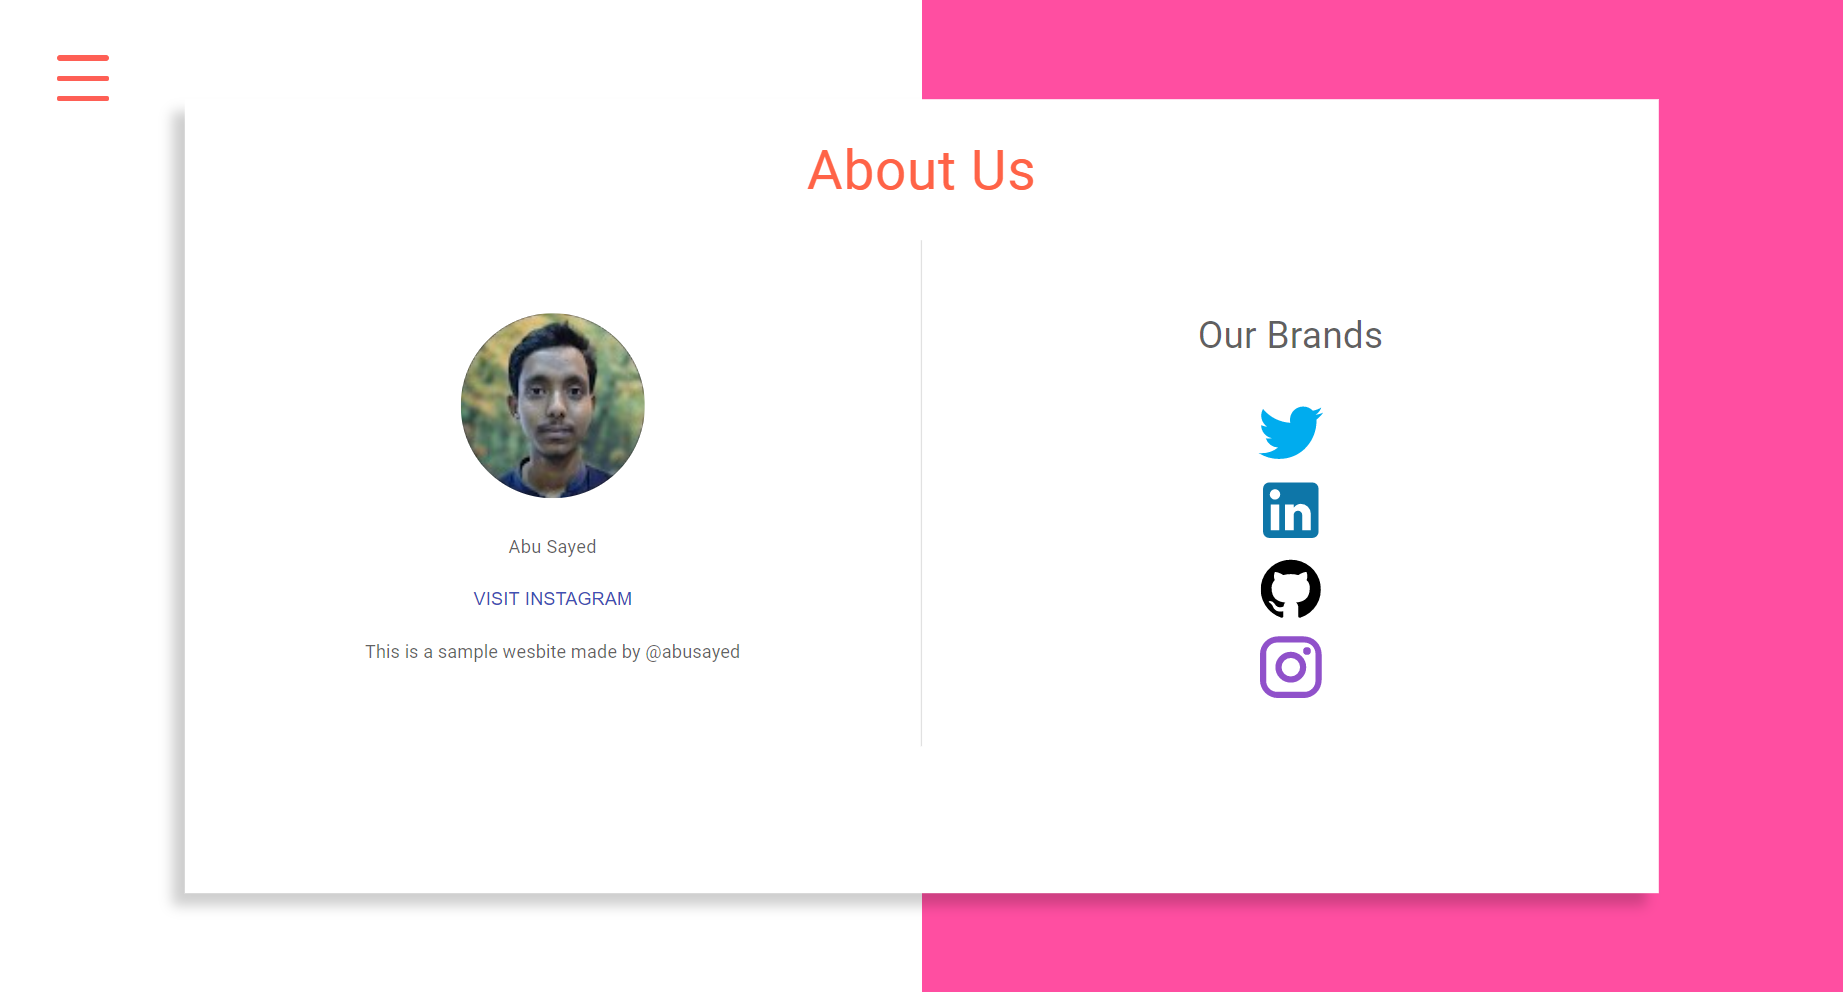 About Us
Abu Sayed
VISIT INSTAGRAM
This is a sample wesbite made by @abusayed
Our Brands
in